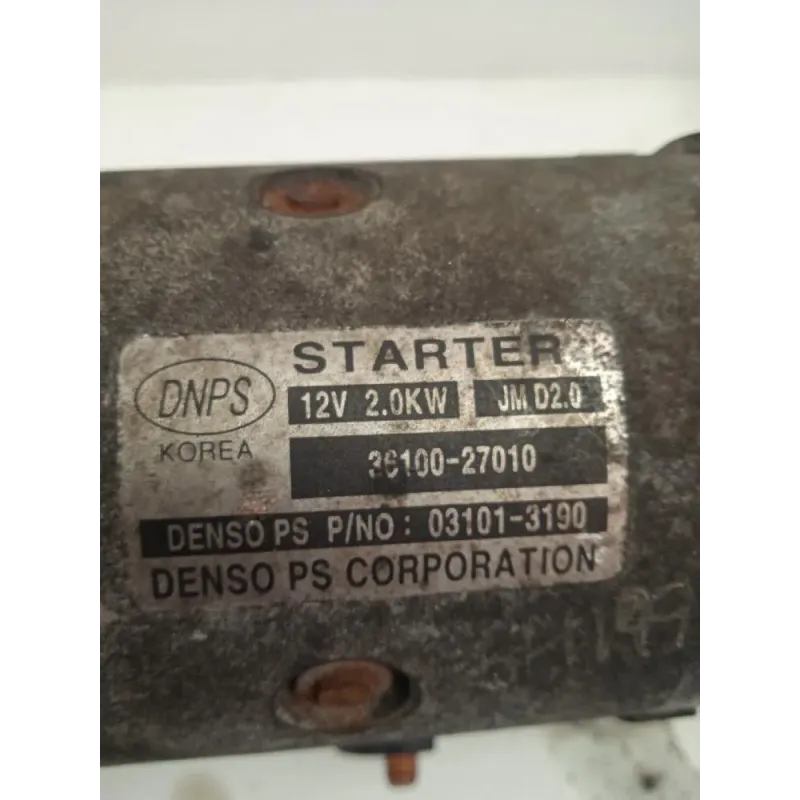 STARTER
DNPS
KOREA
12V 2.0KW JM D2.0
36100-27010
DENSO PS P/NO : 03101-3190
DENSO PS CORPORATION